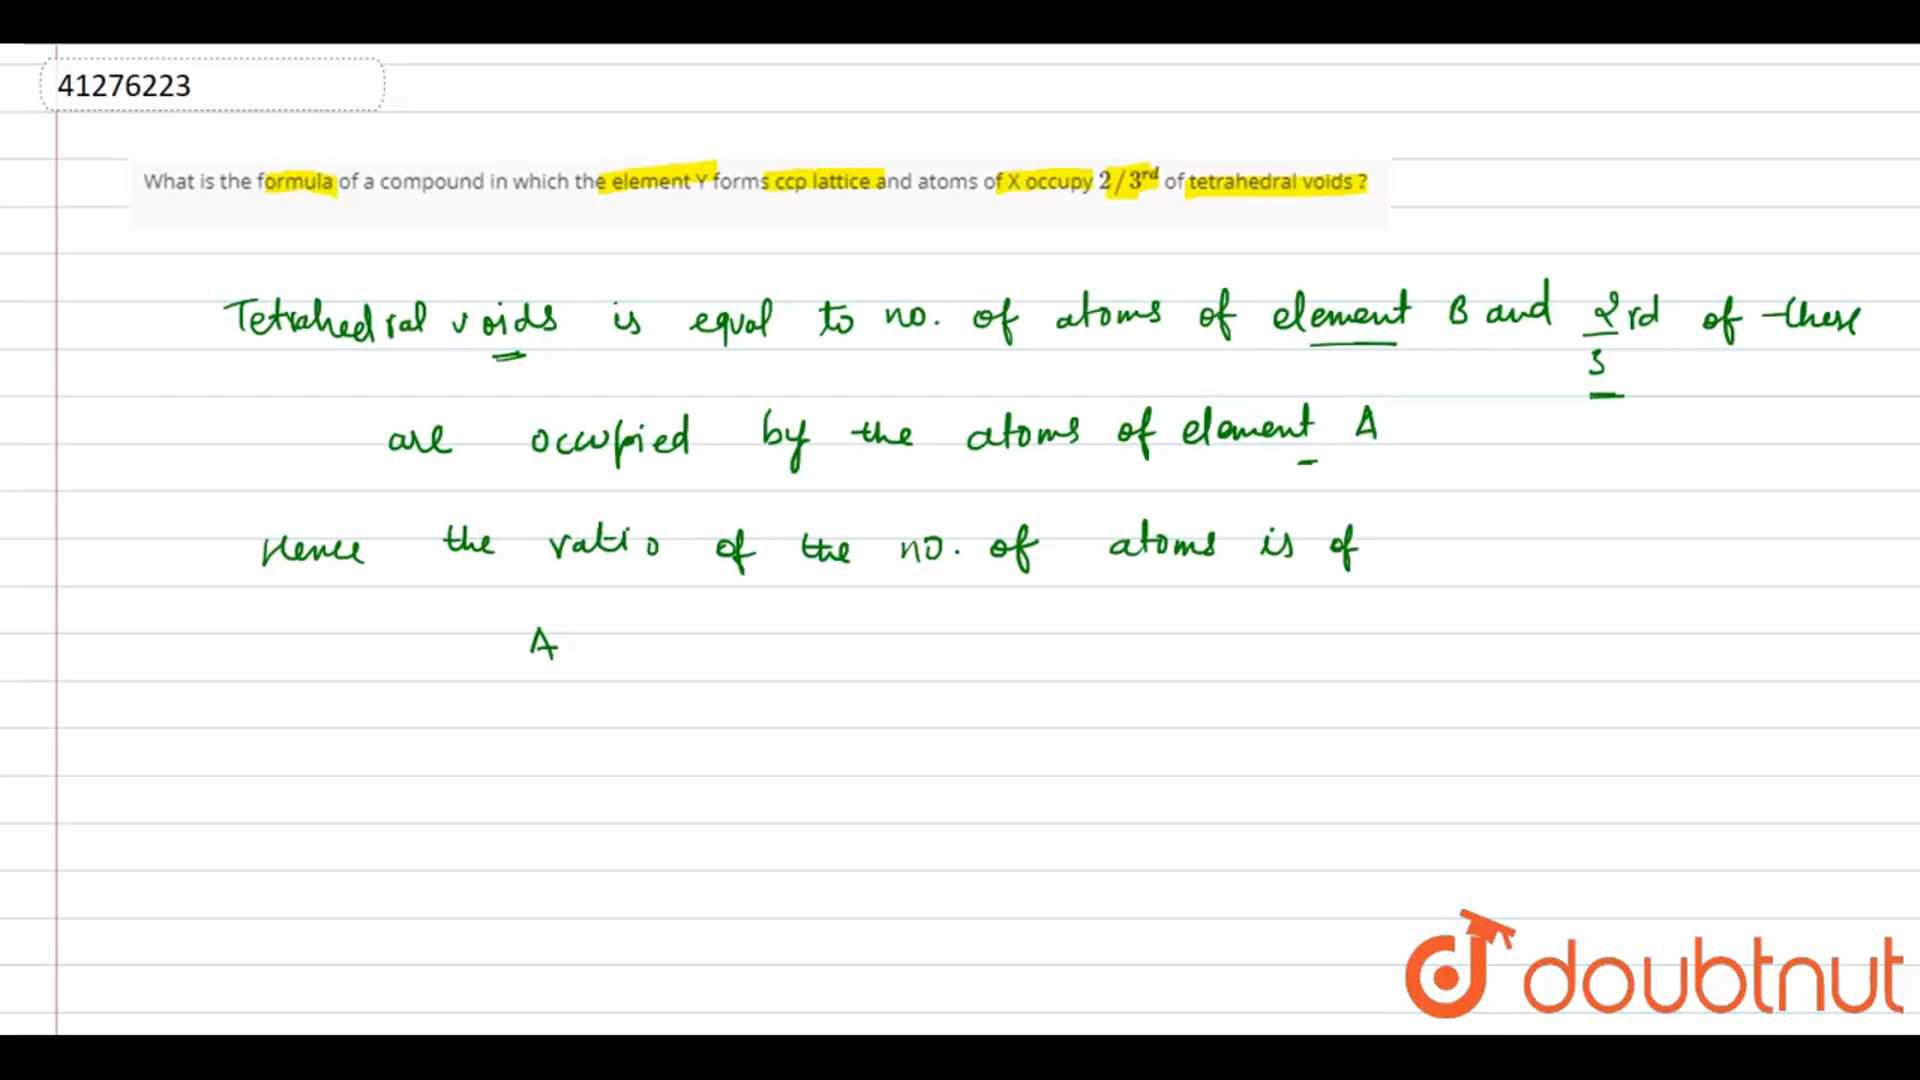 41276223
What is the formula of a compound in which the element Y forms ccp lattice and atoms of X occupy 2/3rd of tetrahedral voids ?
Tetrahedral voids is equal to no. of atoms of element B and 2/3 rd of these
are occupied by the atoms of element A
Hence the ratio of the no. of atoms is of
A
doubtnut